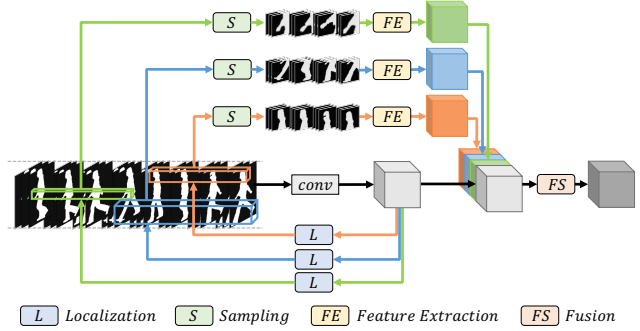 S FE
S FE
S FE
conv FS
L
L
L
L Localization S Sampling FE Feature Extraction FS Fusion